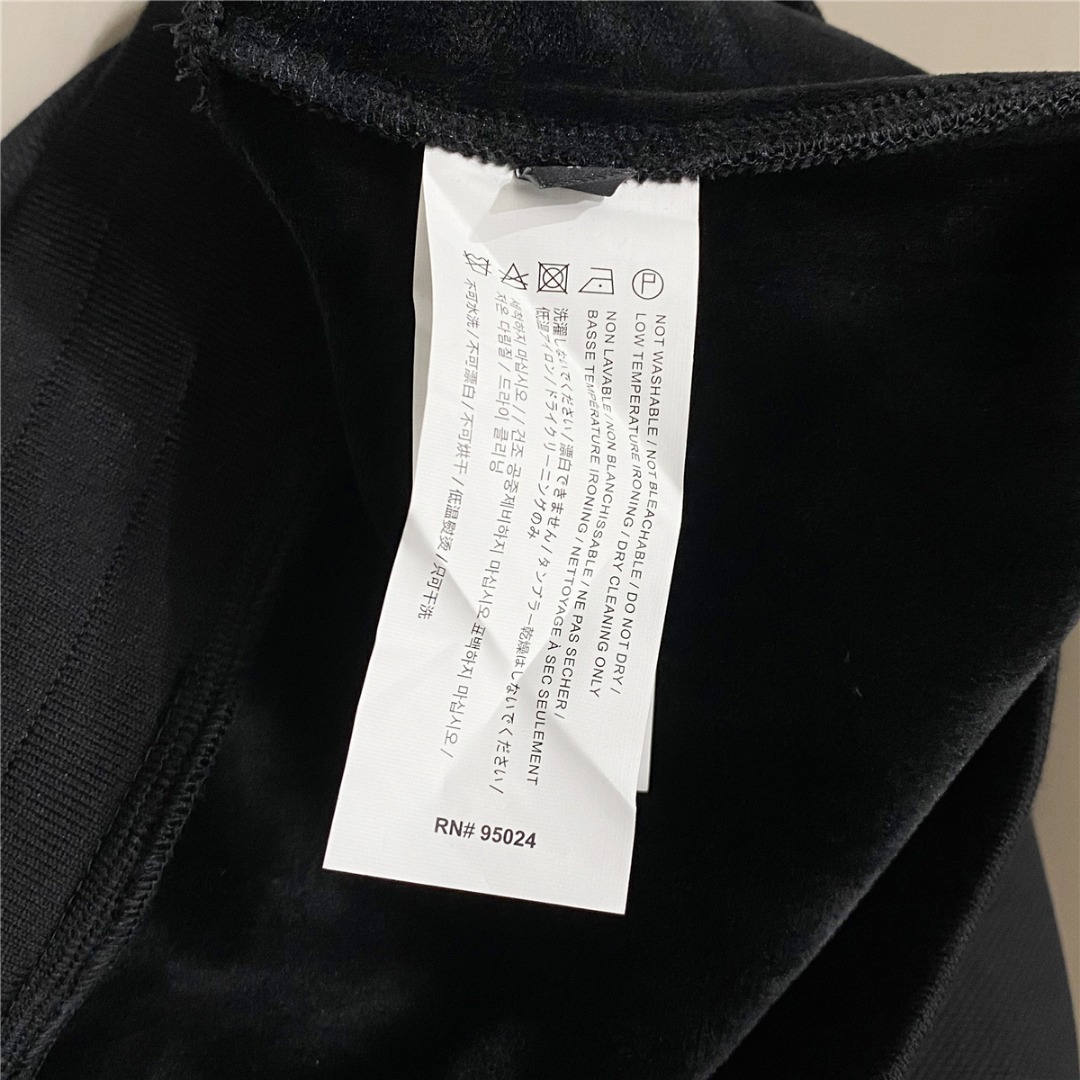 NOT WASHABLE / NOT BLEACHABLE / DO NOT DRY /
LOW TEMPERATURE IRONING / DRY CLEANING ONLY
NON LAVABLE / NON BLANCHISSABLE / NE PAS SECHER /
BASSE TEMPÉRATURE IRONING / NETTOYAGE À SEC SEULEMENT
洗濯しないでください / 漂白できません / タンブラー乾燥はしないでください /
低温アイロン / ドライクリーニングのみ
세척하지 마십시오 / / 건조 공중제비하지 마십시오 표백하지 마십시오 /
저온 다림질 / 드라이 클리닝
不可水洗 / 不可漂白 / 不可烘干 / 低温熨烫 / 只可干洗
RN# 95024